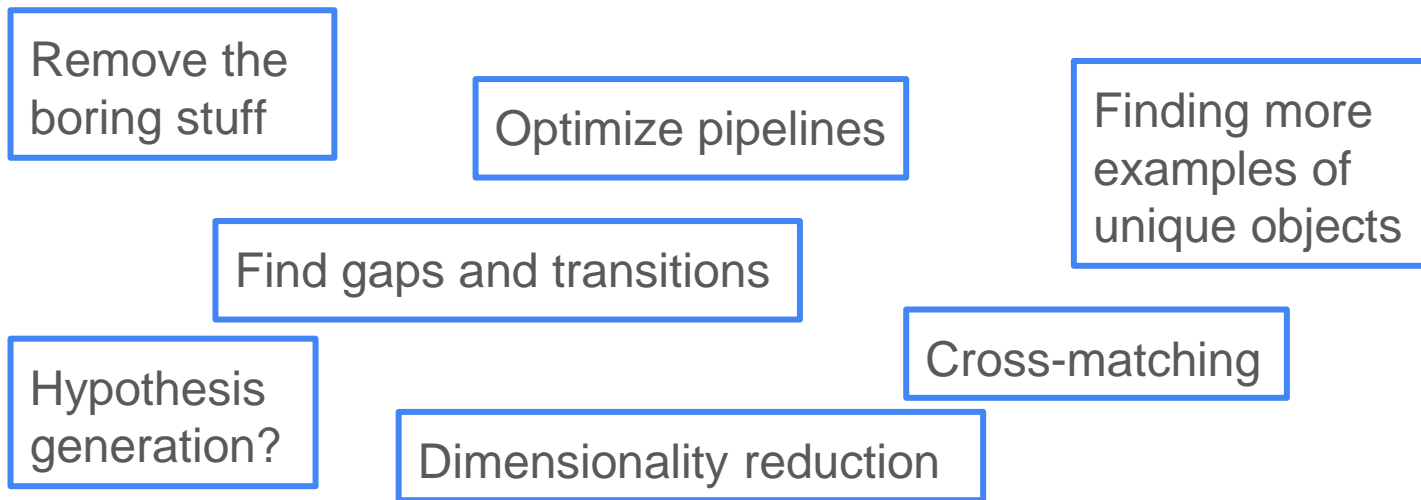 Remove the
boring stuff
Optimize pipelines
Finding more
examples of
unique objects
Find gaps and transitions
Cross-matching
Hypothesis
generation?
Dimensionality reduction